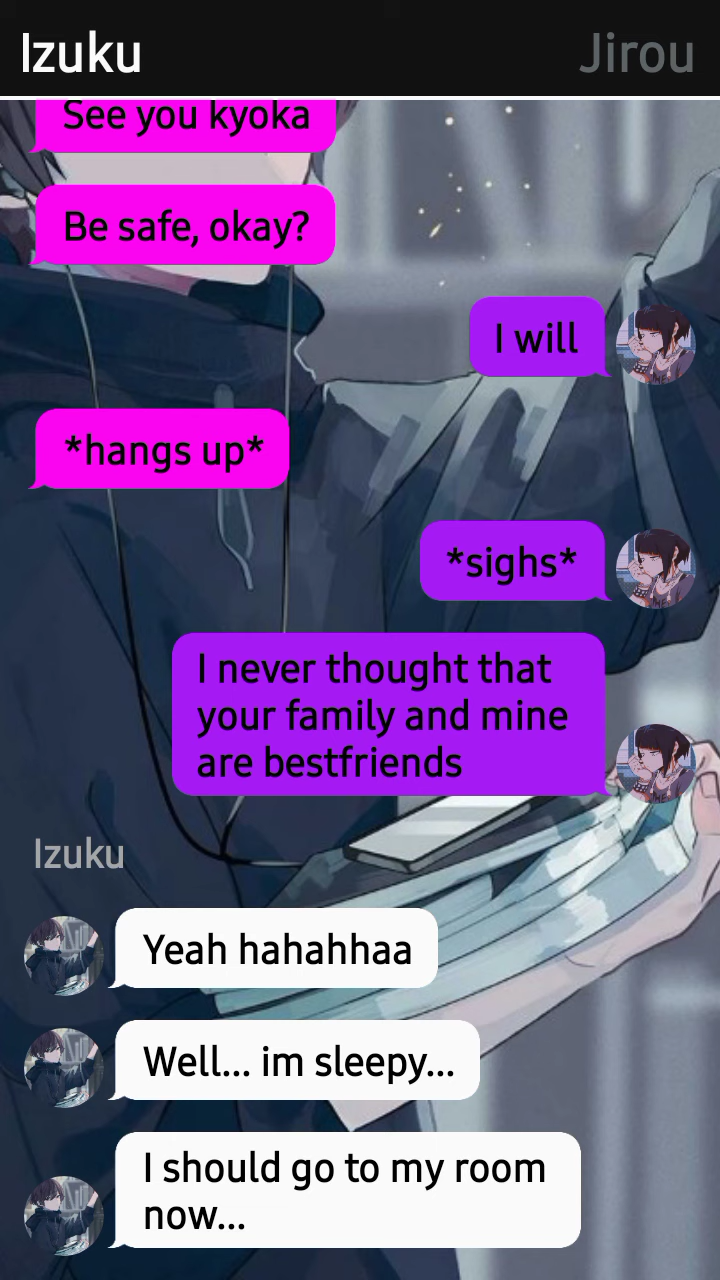 Izuku
Jirou
See you kyoka
Be safe, okay?
I will
*hangs up*
*sighs*
I never thought that
your family and mine
are bestfriends
Izuku
Yeah hahahhaa
Well... im sleepy...
I should go to my room
now...